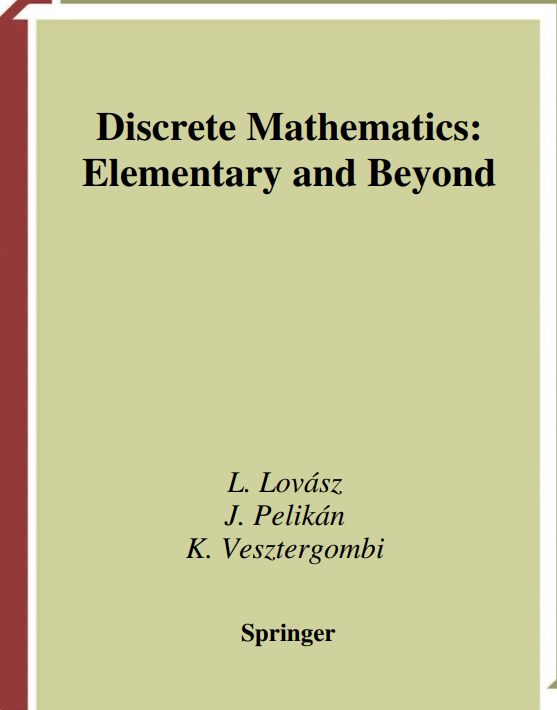 Discrete Mathematics:
Elementary and Beyond
L. Lovász
J. Pelikán
K. Vesztergombi
Springer